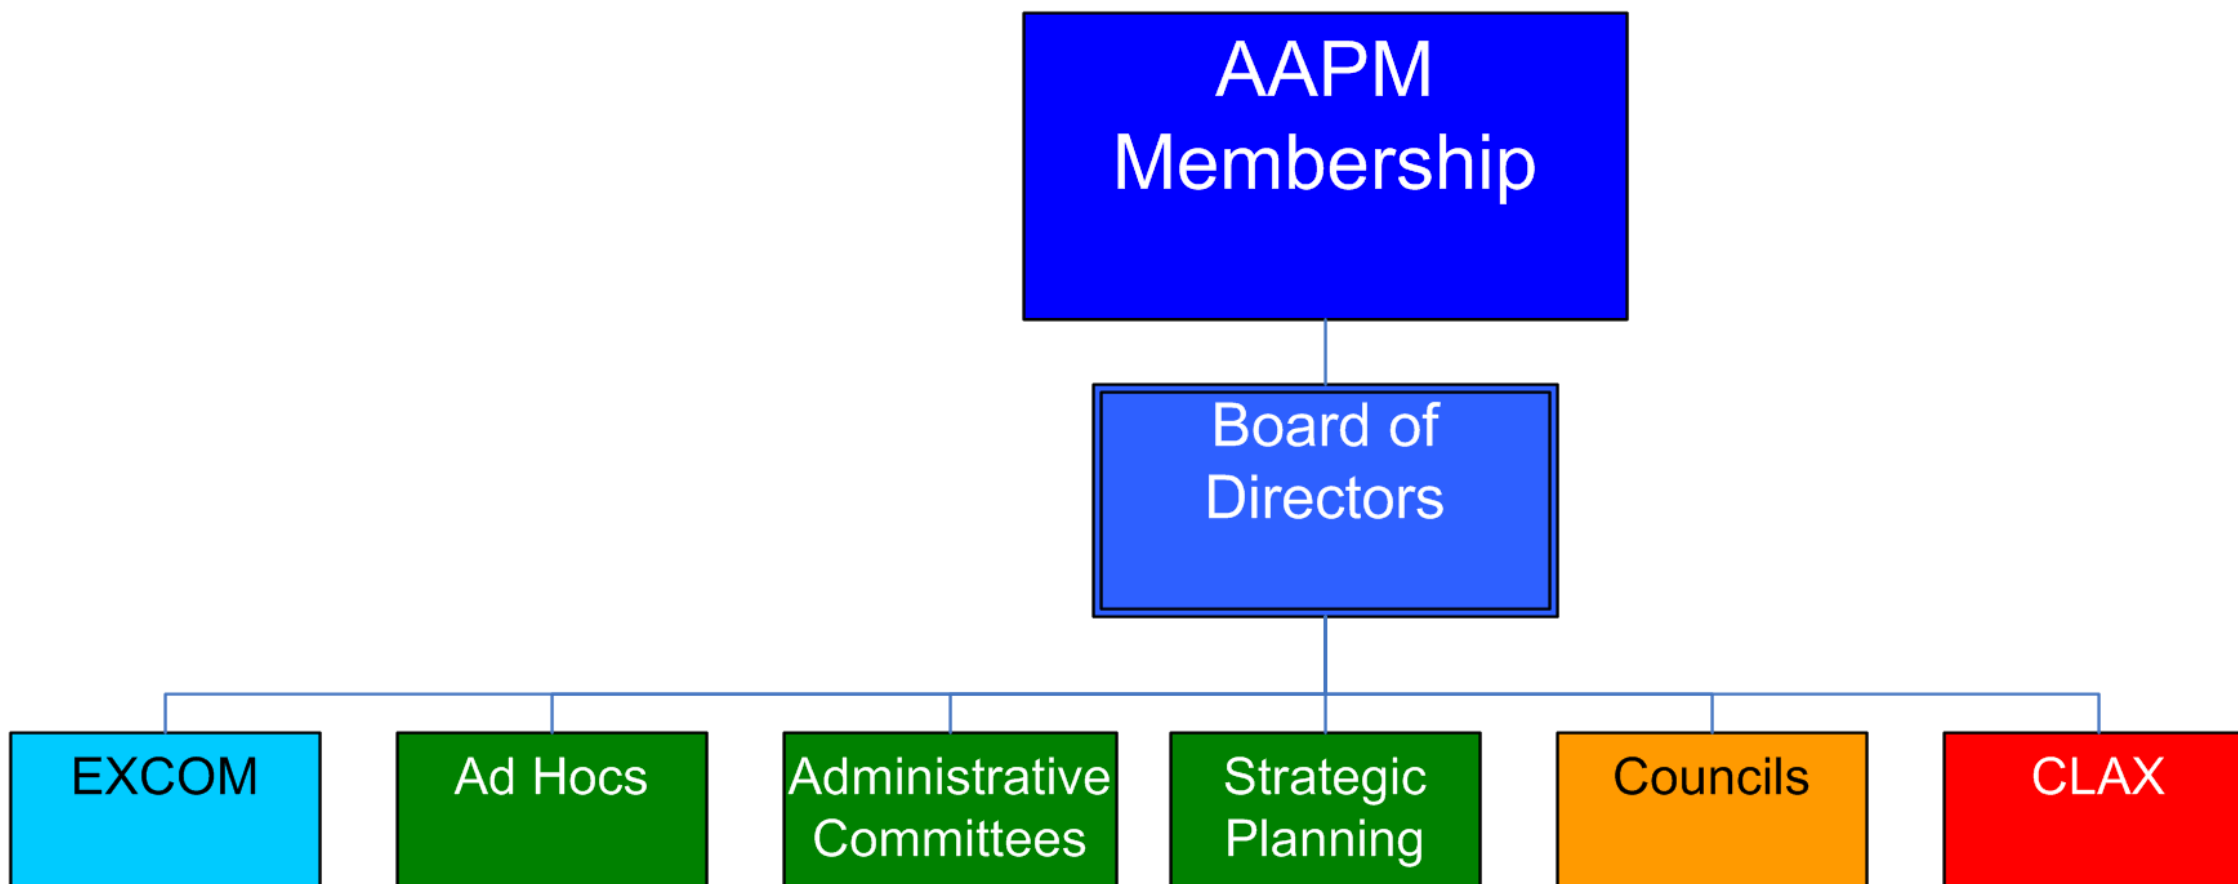 AAPM
Membership
Board of
Directors
EXCOM
Ad Hocs
Administrative
Committees
Strategic
Planning
Councils
CLAX